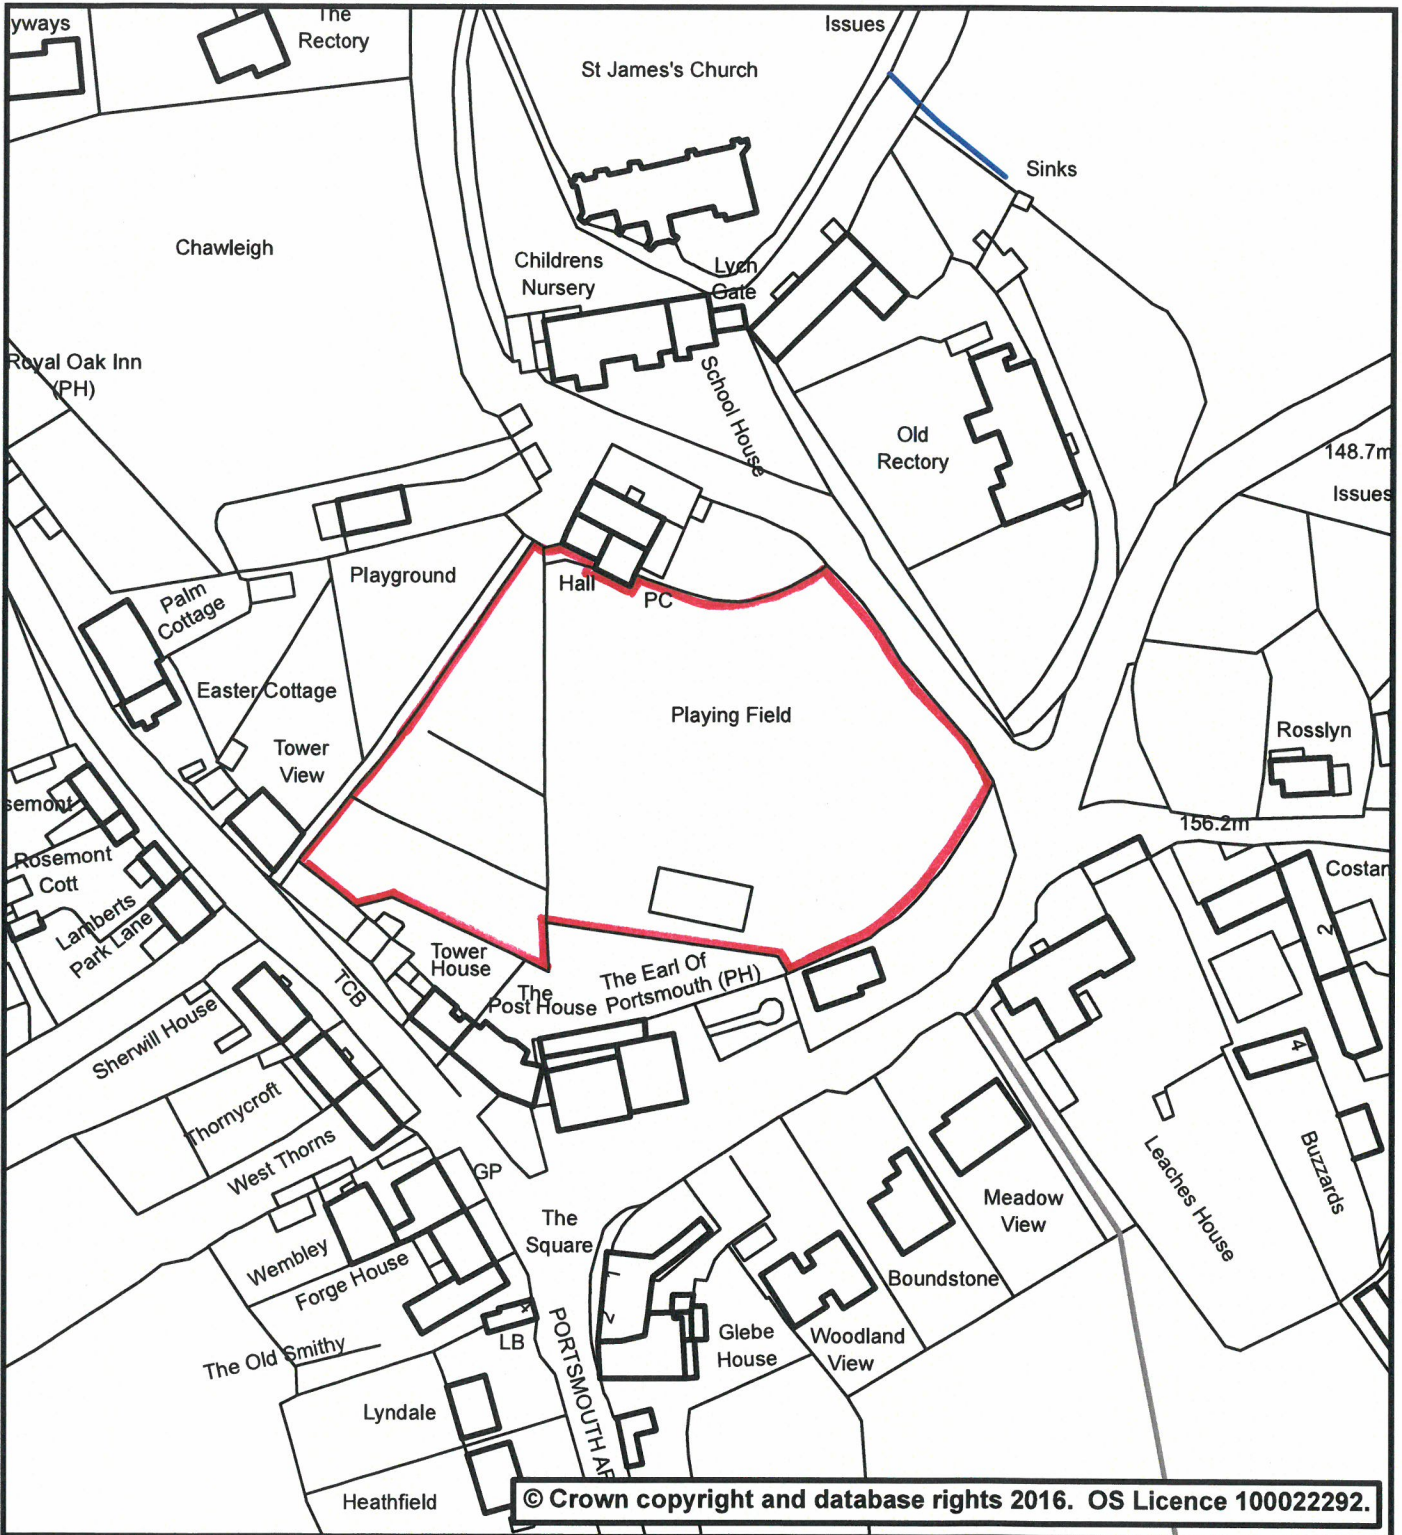 yways
The
Rectory
Issues
St James's Church
Sinks
Chawleigh
Childrens
Nursery
Lych
Gate
Royal Oak Inn
(PH)
School House
Old
Rectory
148.7m
Issues
Playground
Hall
PC
Palm
Cottage
Easter Cottage
Playing Field
Tower
View
Rosslyn
semont
156.2m
Rosemont
Cott
Costan
Lamberts
Park Lane
2
Tower
House
The Earl Of
Portsmouth (PH)
TCB
The
Post House
Sherwill House
4
Thornycroft
West Thorns
GP
Leaches House
Buzzards
Meadow
View
The
Square
Wembley
Forge House
Boundstone
1
2
4
LB
The Old Smithy
Glebe
House
Woodland
View
PORTSMOUTH AR
Lyndale
Heathfield
© Crown copyright and database rights 2016. OS Licence 100022292.